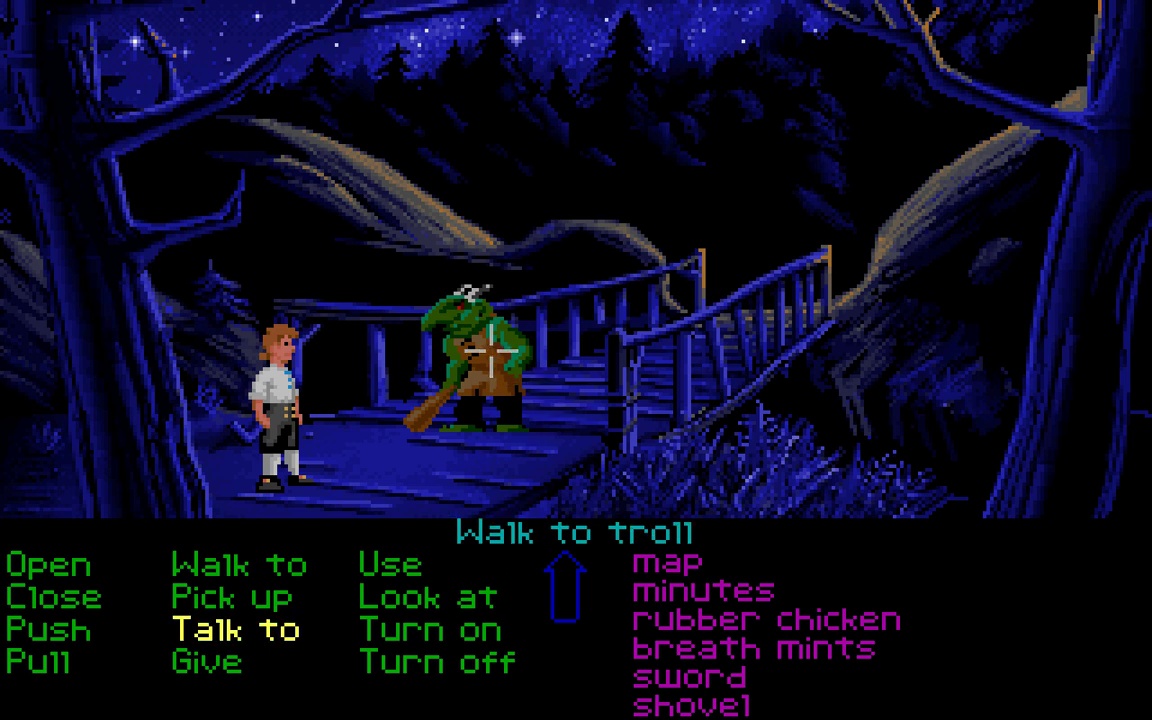 Walk to troll
Open Walk to Use map
Close Pick up Look at minutes
Push Talk to Turn on rubber chicken
Pull Give Turn off breath mints
sword
shovel